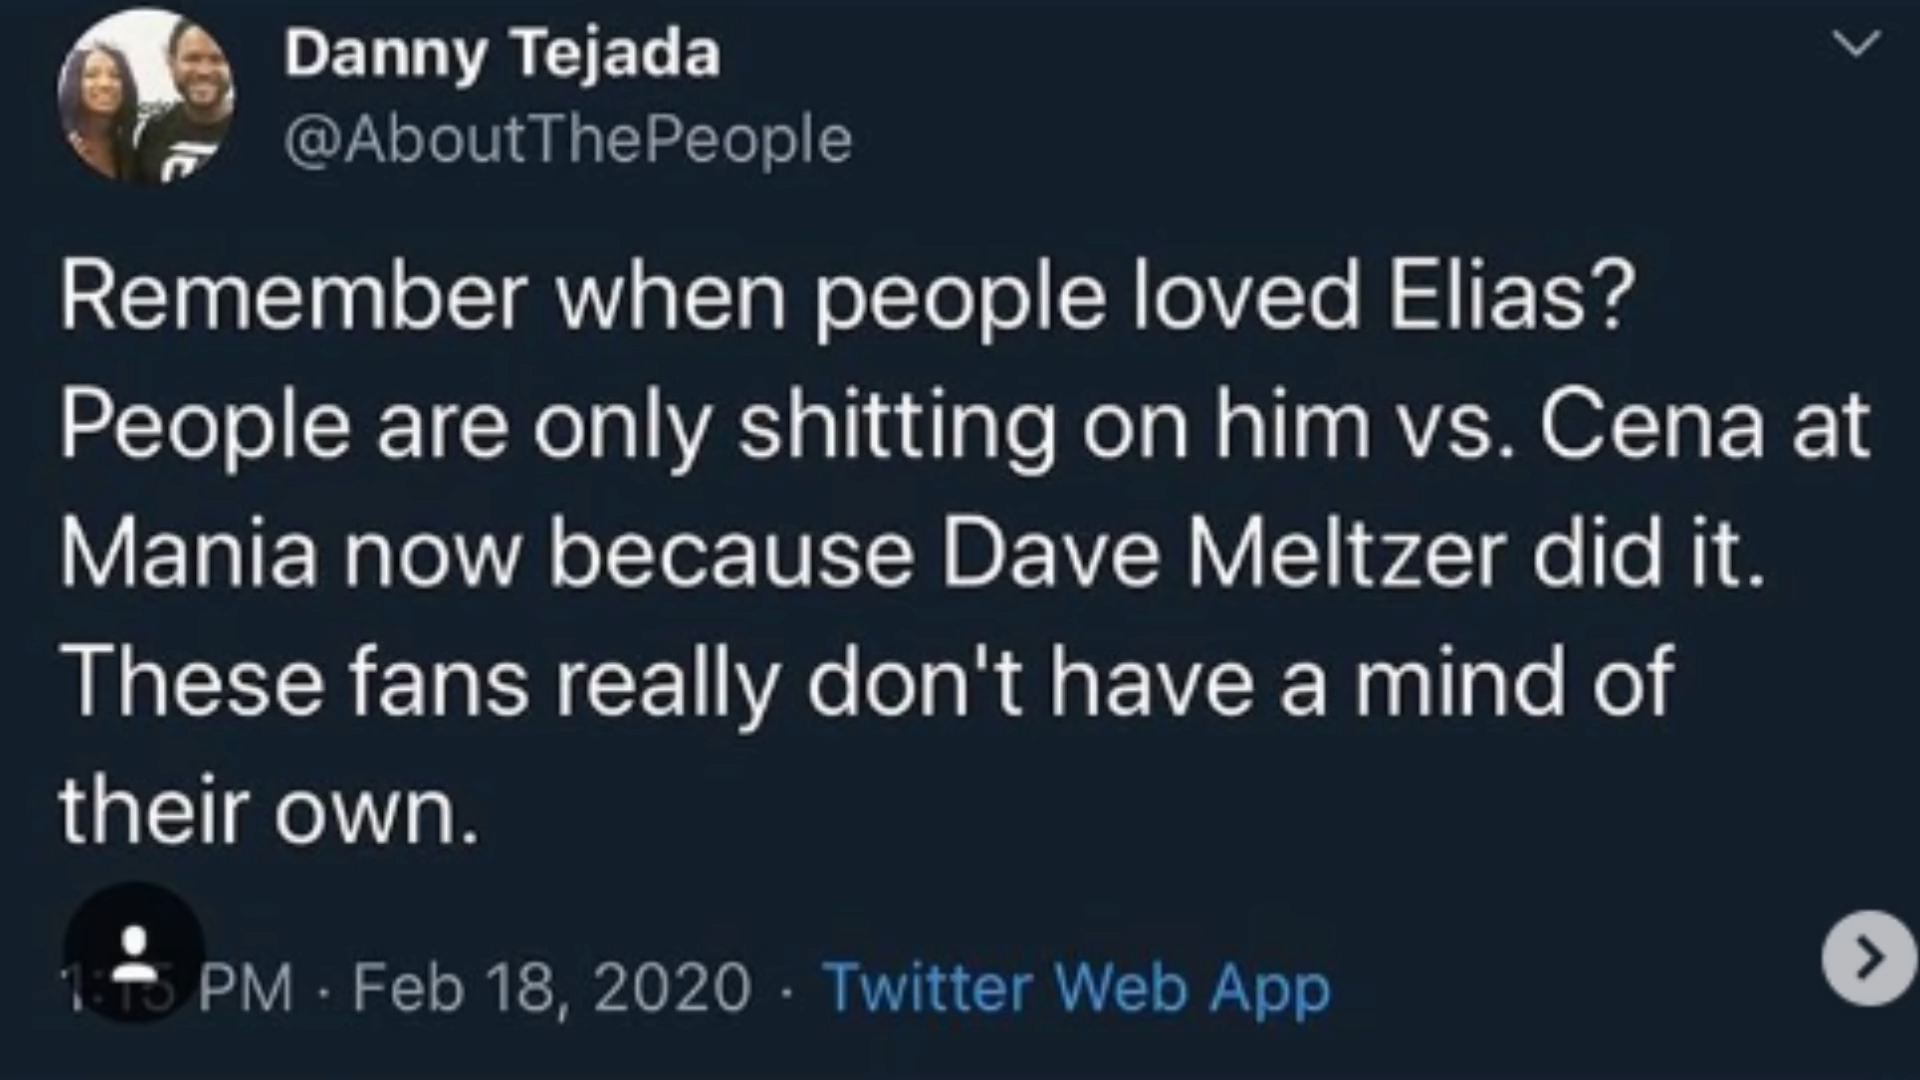 Danny Tejada
@AboutThePeople
Remember when people loved Elias?
People are only shitting on him vs. Cena at
Mania now because Dave Meltzer did it.
These fans really don't have a mind of
their own.
1:15 PM · Feb 18, 2020 · Twitter Web App